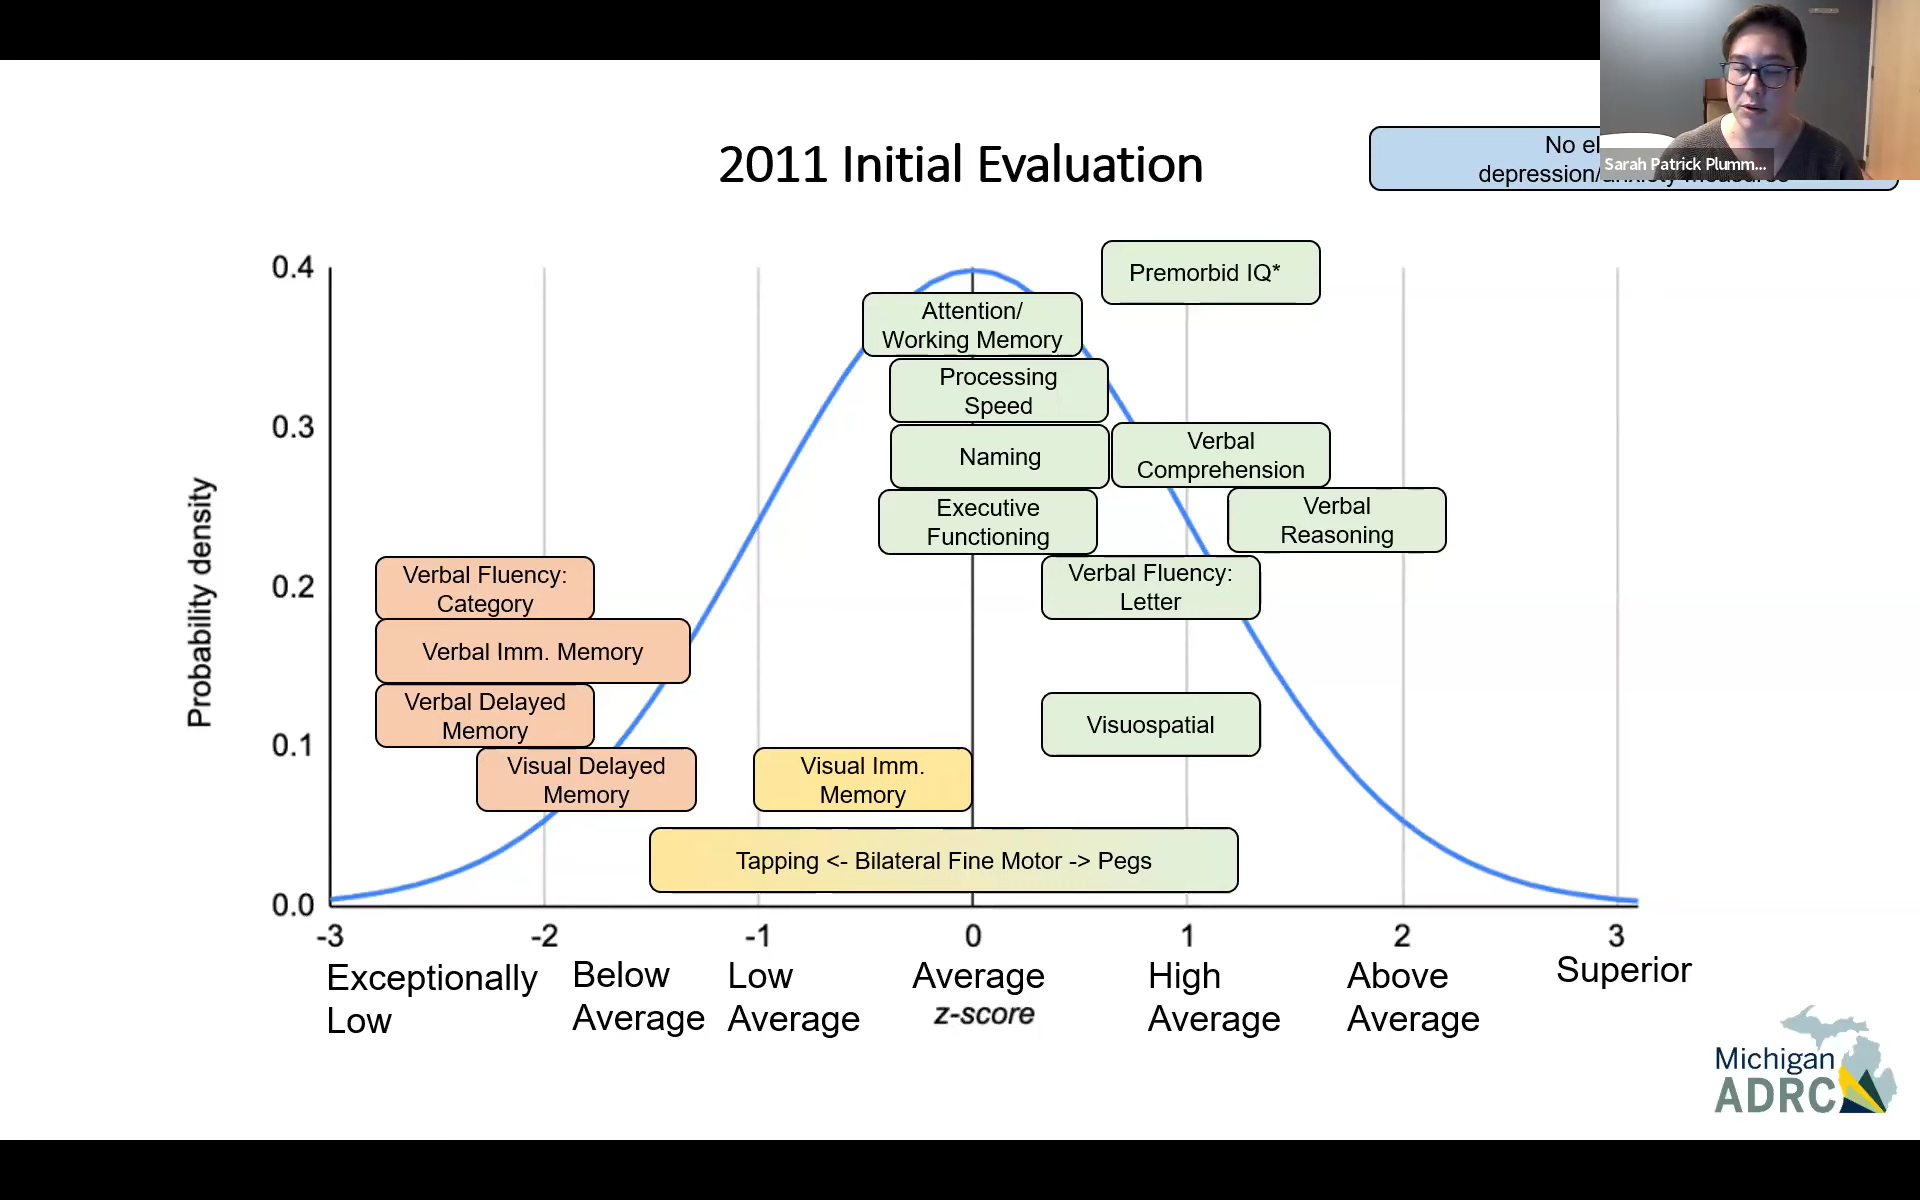 2011 Initial Evaluation
No
depression/anxiety measures
Sarah Patrick Plumm...
Premorbid IQ*
Attention/
Working Memory
Processing
Speed
Naming
Verbal
Comprehension
Executive
Functioning
Verbal
Reasoning
Verbal Fluency:
Category
Verbal Fluency:
Letter
Verbal Imm. Memory
Verbal Delayed
Memory
Visuospatial
Visual Delayed
Memory
Visual Imm.
Memory
Tapping <- Bilateral Fine Motor -> Pegs
Probability density
0.4
0.3
0.2
0.1
0.0
-3 -2 -1 0 1 2 3
Exceptionally
Low
Below
Average
Low
Average
Average
z-score
High
Average
Above
Average
Superior
Michigan
ADRC